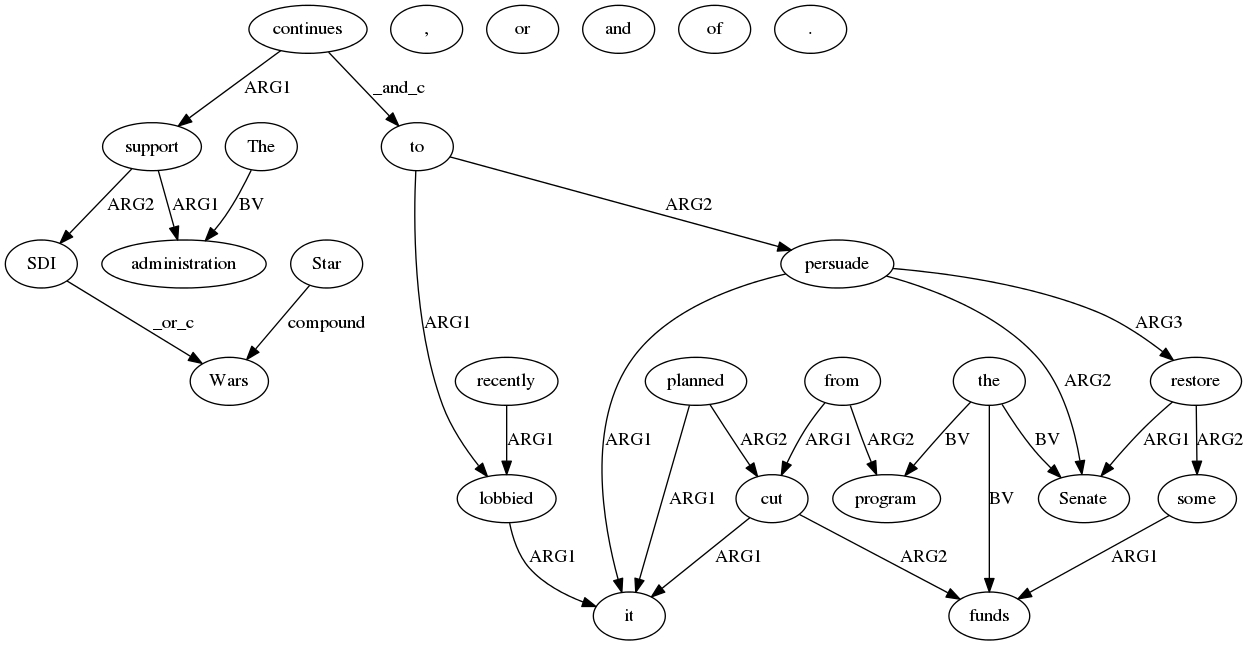 continues , or and of .
ARG1 _and_c
support The to
ARG2 ARG1 BV ARG2
SDI administration Star persuade
_or_c compound ARG1 ARG3
Wars recently planned from the restore
ARG1 ARG1 ARG2 ARG1 ARG2 BV BV ARG2 ARG1 ARG2
lobbied ARG1 cut program BV Senate some
ARG1 ARG1 ARG2 ARG1
it funds